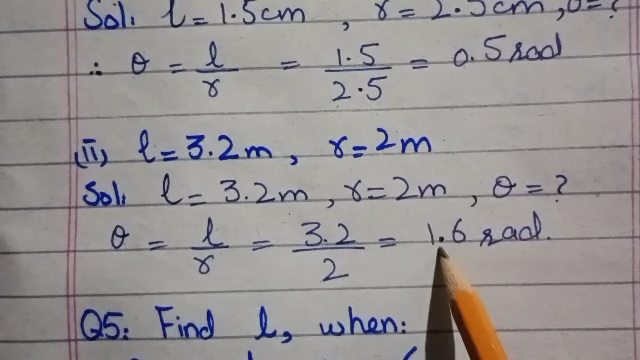 Sol. l = 1.5cm , r = 2.5cm , θ = ?
∴ θ = l/r = 1.5/2.5 = 0.5 rad
(ii) l = 3.2m , r = 2m
Sol. l = 3.2m , r = 2m , θ = ?
θ = l/r = 3.2/2 = 1.6 rad.
Q5: Find l, when: